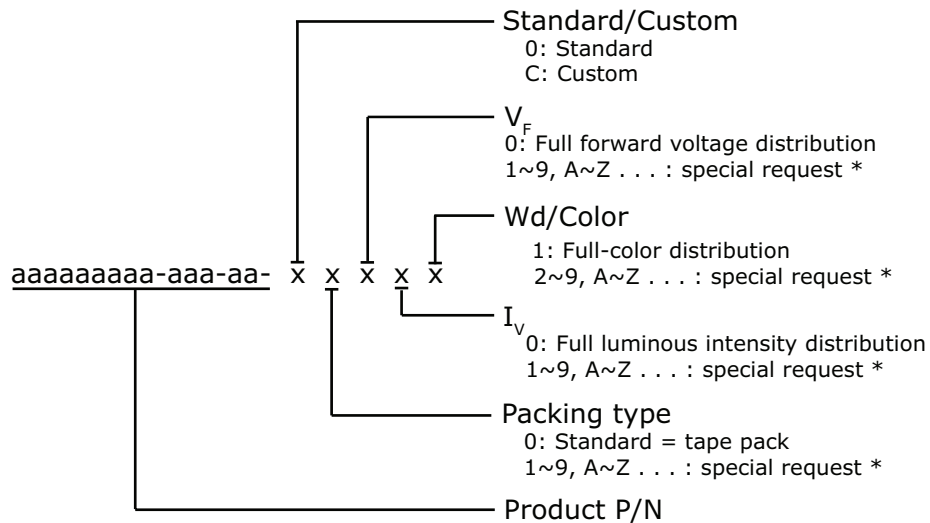 Standard/Custom
0: Standard
C: Custom
VF
0: Full forward voltage distribution
1~9, A~Z . . . : special request *
Wd/Color
1: Full-color distribution
2~9, A~Z . . . : special request *
aaaaaaaaa-aaa-aa- x x x x x
IV
0: Full luminous intensity distribution
1~9, A~Z . . . : special request *
Packing type
0: Standard = tape pack
1~9, A~Z . . . : special request *
Product P/N